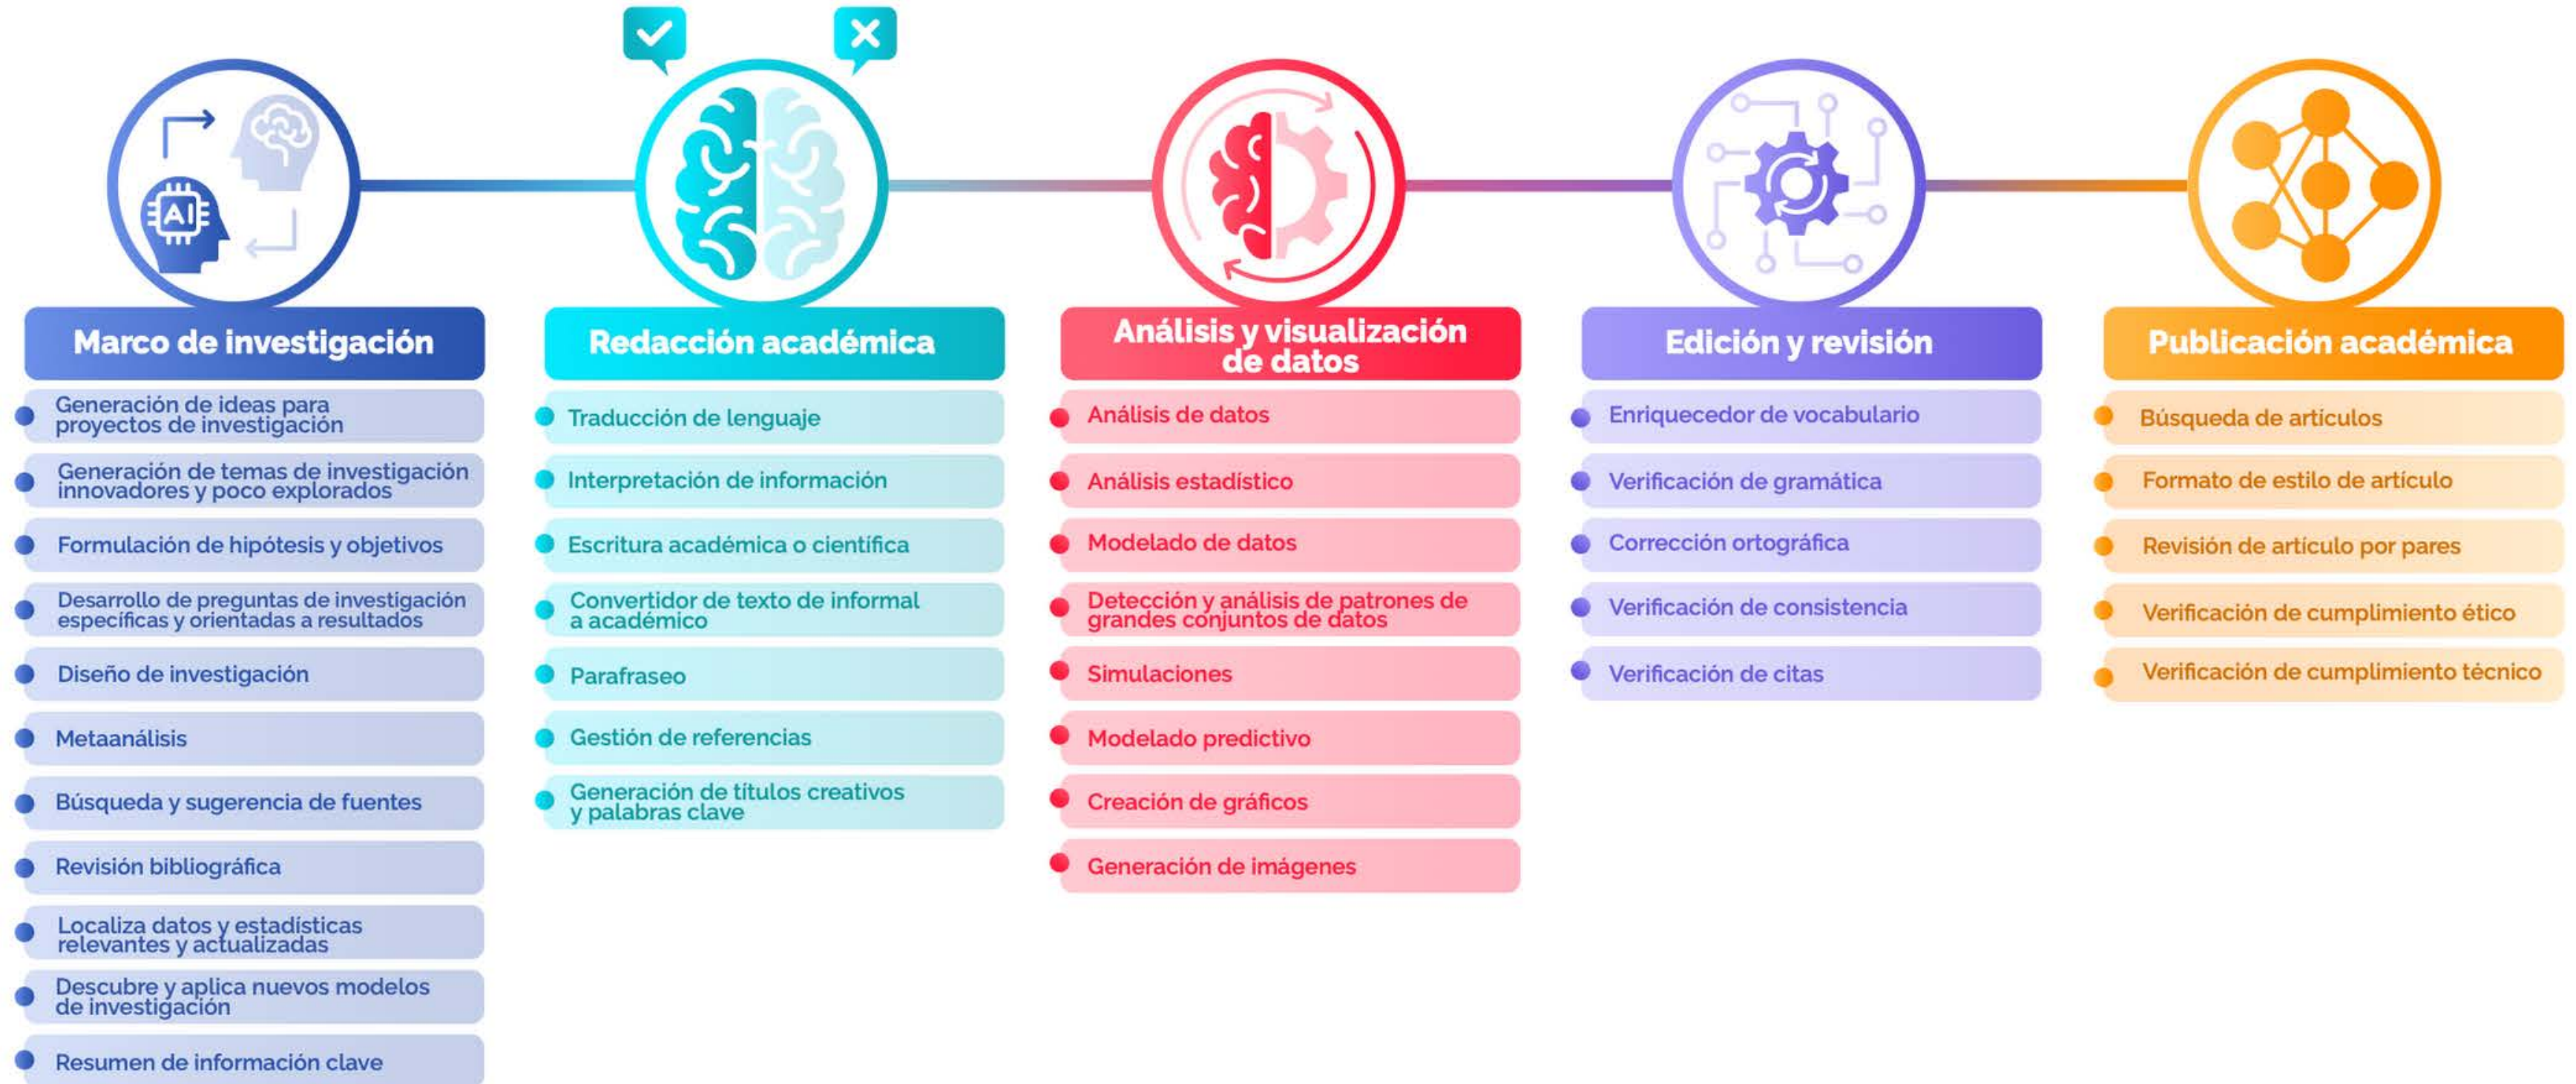 AI
Marco de investigación
Generación de ideas para
proyectos de investigación
Generación de temas de investigación
innovadores y poco explorados
Formulación de hipótesis y objetivos
Desarrollo de preguntas de investigación
específicas y orientadas a resultados
Diseño de investigación
Metaanálisis
Búsqueda y sugerencia de fuentes
Revisión bibliográfica
Localiza datos y estadísticas
relevantes y actualizadas
Descubre y aplica nuevos modelos
de investigación
Resumen de información clave
Redacción académica
Traducción de lenguaje
Interpretación de información
Escritura académica o científica
Convertidor de texto de informal
a académico
Parafraseo
Gestión de referencias
Generación de títulos creativos
y palabras clave
Análisis y visualización
de datos
Análisis de datos
Análisis estadístico
Modelado de datos
Detección y análisis de patrones de
grandes conjuntos de datos
Simulaciones
Modelado predictivo
Creación de gráficos
Generación de imágenes
Edición y revisión
Enriquecedor de vocabulario
Verificación de gramática
Corrección ortográfica
Verificación de consistencia
Verificación de citas
Publicación académica
Búsqueda de artículos
Formato de estilo de artículo
Revisión de artículo por pares
Verificación de cumplimiento ético
Verificación de cumplimiento técnico